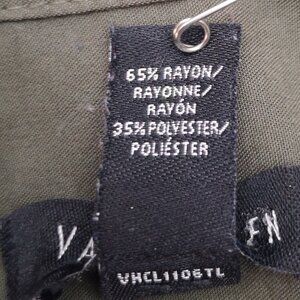 65% RAYON/
RAYONNE/
RAYÓN
35% POLYESTER/
POLIÉSTER
VHCL1106TL